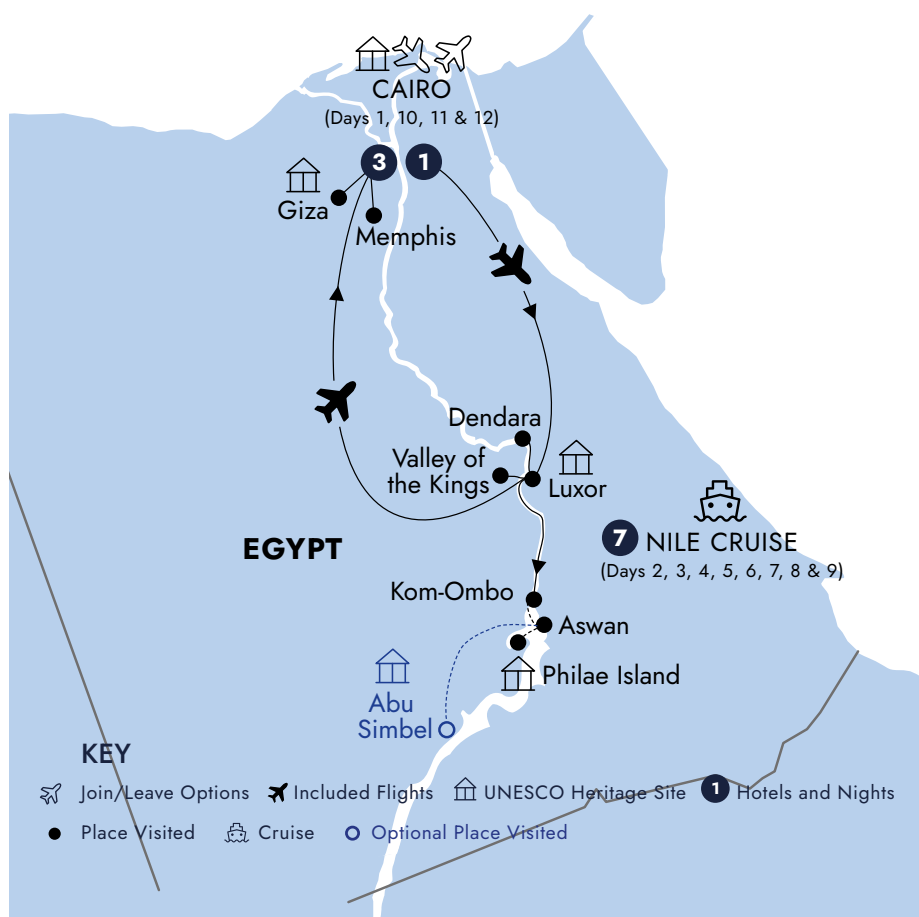 CAIRO
(Days 1, 10, 11 & 12)
3
1
Giza
Memphis
Dendara
Valley of
the Kings
Luxor
EGYPT
7 NILE CRUISE
(Days 2, 3, 4, 5, 6, 7, 8 & 9)
Kom-Ombo
Aswan
Philae Island
Abu
Simbel
KEY
Join/Leave Options
Included Flights
UNESCO Heritage Site
1 Hotels and Nights
Place Visited
Cruise
Optional Place Visited